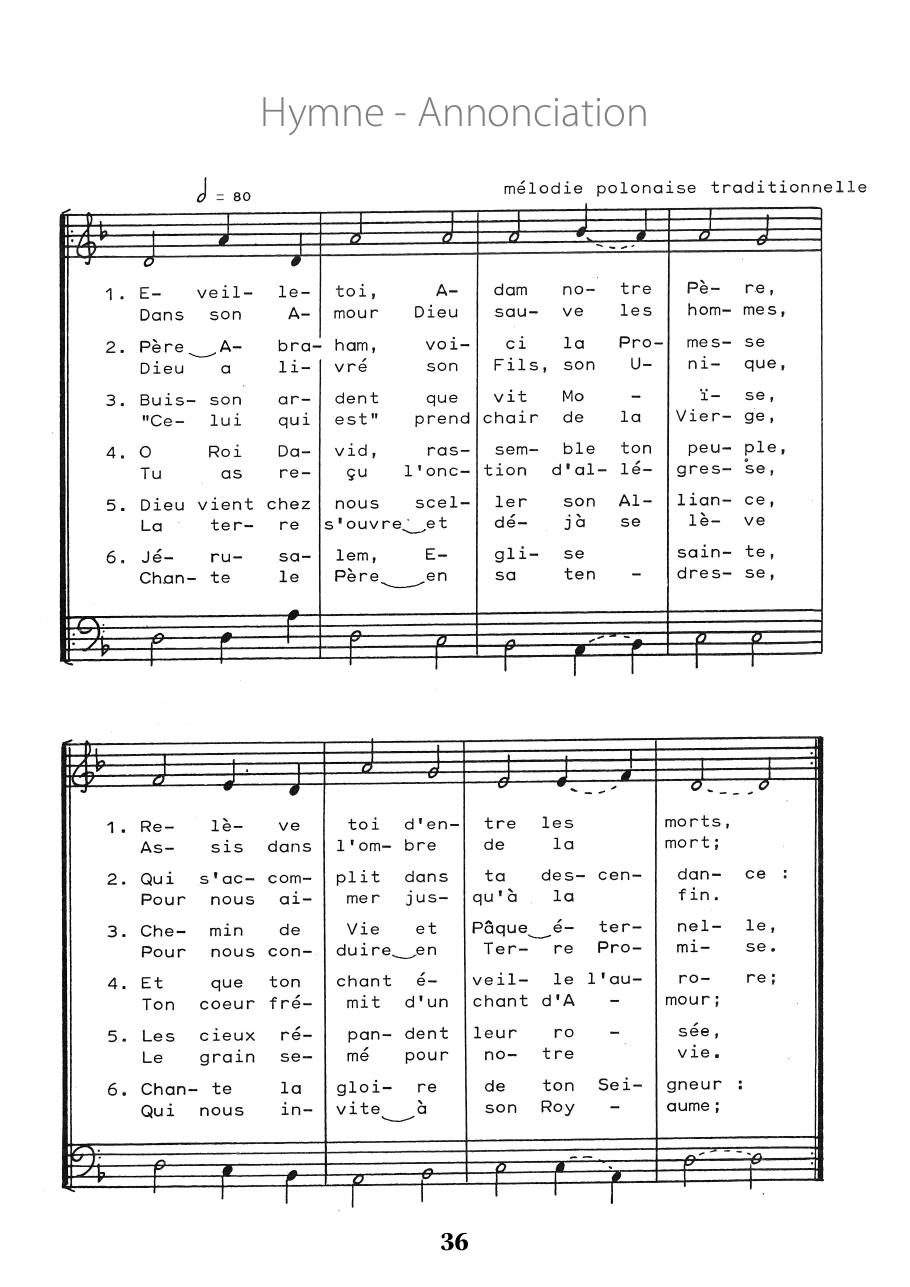 Hymne - Annonciation
= 80
mélodie polonaise traditionnelle
1. E- veil- le- toi, A- dam no- tre Pè- re,
Dans son A- mour Dieu sau- ve les hom- mes,
2. Père A- bra- ham, voi- ci la Pro- mes- se
Dieu a li- vré son Fils, son U- ni- que,
3. Buis- son ar- dent que vit Mo - ï- se,
"Ce- lui qui est" prend chair de la Vier- ge,
4. O Roi Da- vid, ras- sem- ble ton peu- ple,
Tu as re- çu l'onc- tion d'al- lé- gres- se,
5. Dieu vient chez nous scel- ler son Al- lian- ce,
La ter- re s'ouvre et dé- jà se lè- ve
6. Jé- ru- sa- lem, E- gli- se sain- te,
Chan- te le Père en sa ten - dres- se,
1. Re- lè- ve toi d'en- tre les morts,
As- sis dans l'om- bre de la mort;
2. Qui s'ac- com- plit dans ta des- cen- dan- ce :
Pour nous ai- mer jus- qu'à la fin.
3. Che- min de Vie et Pâque é- ter- nel- le,
Pour nous con- duire en Ter- re Pro- mi- se.
4. Et que ton chant é- veil- le l'au- ro- re;
Ton coeur fré- mit d'un chant d'A - mour;
5. Les cieux ré- pan- dent leur ro - sée,
Le grain se- mé pour no- tre vie.
6. Chan- te la gloi- re de ton Sei- gneur :
Qui nous in- vite à son Roy - aume;
36